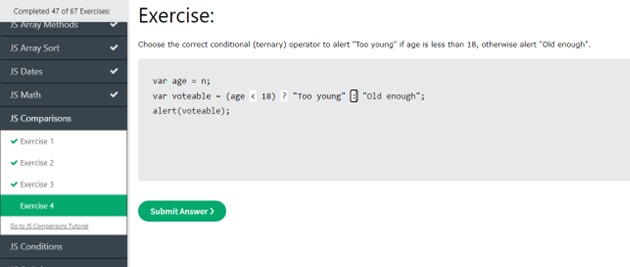 Completed 47 of 67 Exercises:
JS Array Methods
JS Array Sort
JS Dates
JS Math
JS Comparisons
Exercise 1
Exercise 2
Exercise 3
Exercise 4
Go to JS Comparisons Tutorial
JS Conditions
Exercise:
Choose the correct conditional (ternary) operator to alert "Too young" if age is less than 18, otherwise alert "Old enough".
var age = n;
var voteable = (age < 18) ? "Too young" : "Old enough";
alert(voteable);
Submit Answer >